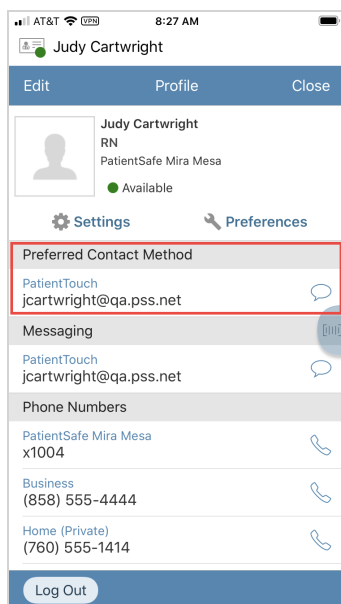 AT&T VPN 8:27 AM
Judy Cartwright
Edit Profile Close
Judy Cartwright
RN
PatientSafe Mira Mesa
Available
Settings Preferences
Preferred Contact Method
PatientTouch
jcartwright@qa.pss.net
Messaging
PatientTouch
jcartwright@qa.pss.net
Phone Numbers
PatientSafe Mira Mesa
x1004
Business
(858) 555-4444
Home (Private)
(760) 555-1414
Log Out